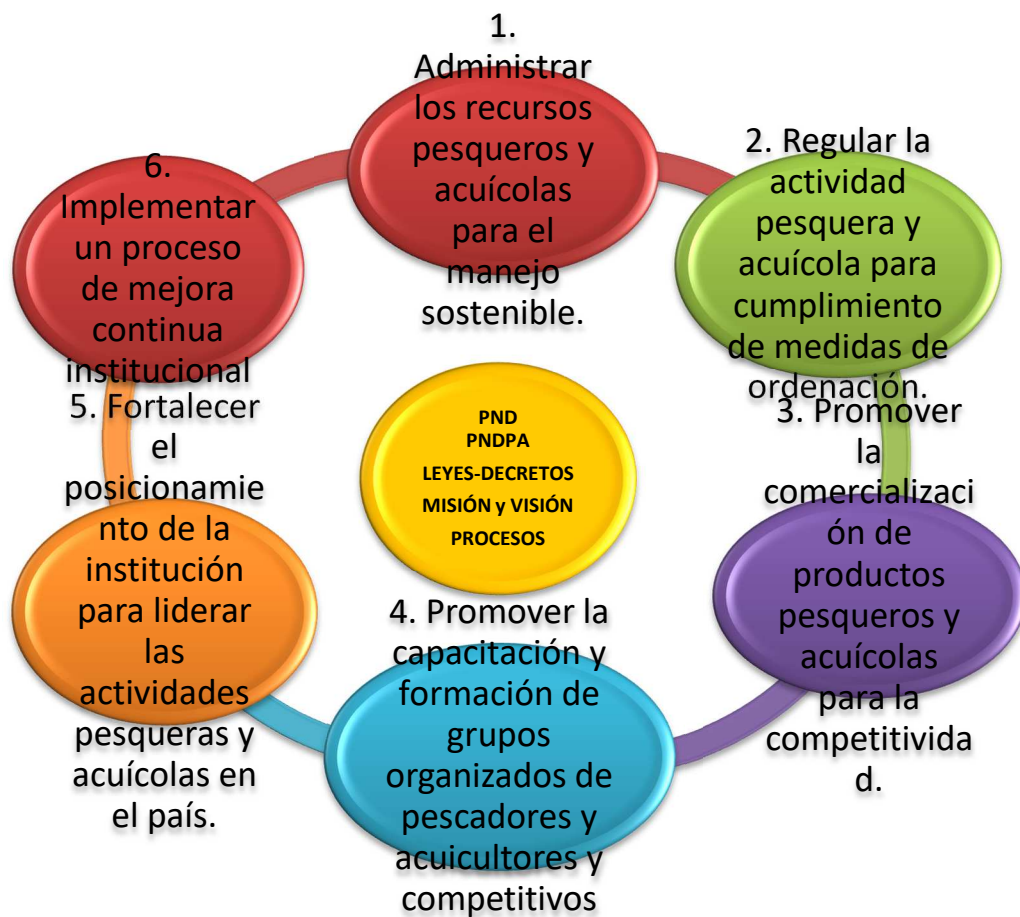 1.
Administrar
los recursos
pesqueros y
acuícolas
para el
manejo
sostenible.
2. Regular la
actividad
pesquera y
acuícola para
cumplimiento
de medidas de
ordenación.
3. Promover
la
comercializaci
ón de
productos
pesqueros y
acuícolas
para la
competitivida
d.
4. Promover la
capacitación y
formación de
grupos
organizados de
pescadores y
acuicultores y
competitivos
5. Fortalecer
el
posicionamie
nto de la
institución
para liderar
las
actividades
pesqueras y
acuícolas en
el país.
6.
Implementar
un proceso
de mejora
continua
institucional
PND
PNDPA
LEYES-DECRETOS
MISIÓN y VISIÓN
PROCESOS